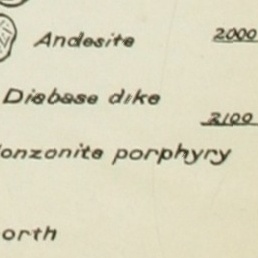 Andesite 2000
Diabase dike
2100
onzonite porphyry
orth